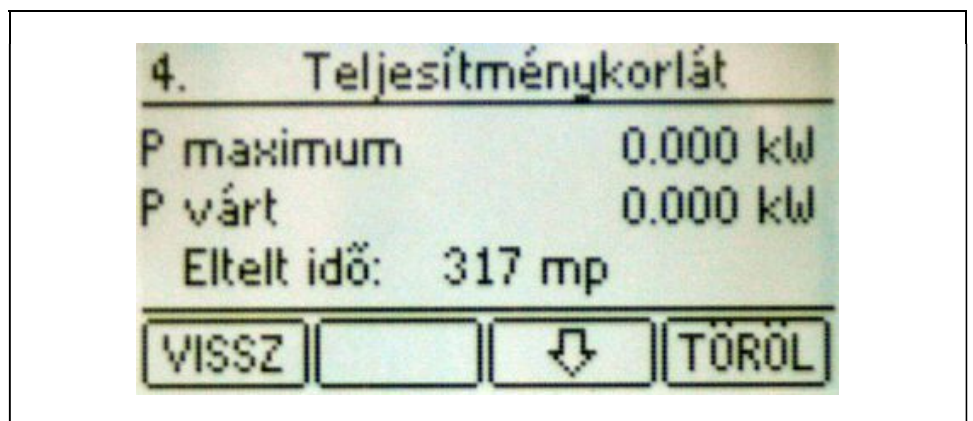 4. Teljesítménykorlát
P maximum 0.000 kW
P várt 0.000 kW
Eltelt idő: 317 mp
VISSZ TÖRÖL